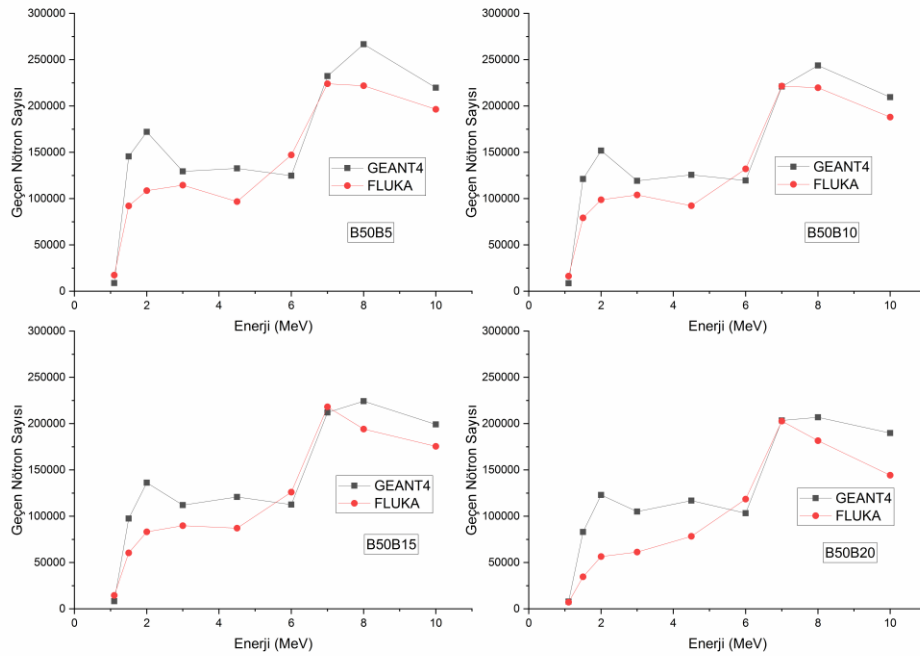 300000
250000
200000
150000
100000
50000
0
Geçen Nötron Sayısı
GEANT4
FLUKA
B50B5
0 2 4 6 8 10
Enerji (MeV)
300000
250000
200000
150000
100000
50000
0
Geçen Nötron Sayısı
GEANT4
FLUKA
B50B10
0 2 4 6 8 10
Enerji (MeV)
300000
250000
200000
150000
100000
50000
0
Geçen Nötron Sayısı
GEANT4
FLUKA
B50B15
0 2 4 6 8 10
Enerji (MeV)
300000
250000
200000
150000
100000
50000
0
Geçen Nötron Sayısı
GEANT4
FLUKA
B50B20
0 2 4 6 8 10
Enerji (MeV)